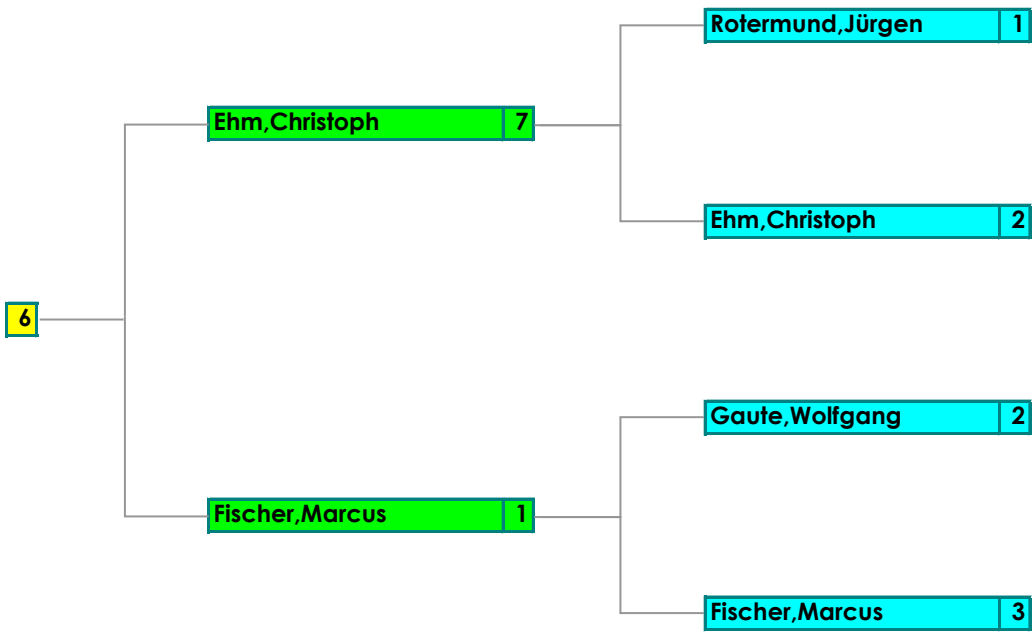 Rotermund,Jürgen 1
Ehm,Christoph 7
Ehm,Christoph 2
6
Gaute,Wolfgang 2
Fischer,Marcus 1
Fischer,Marcus 3